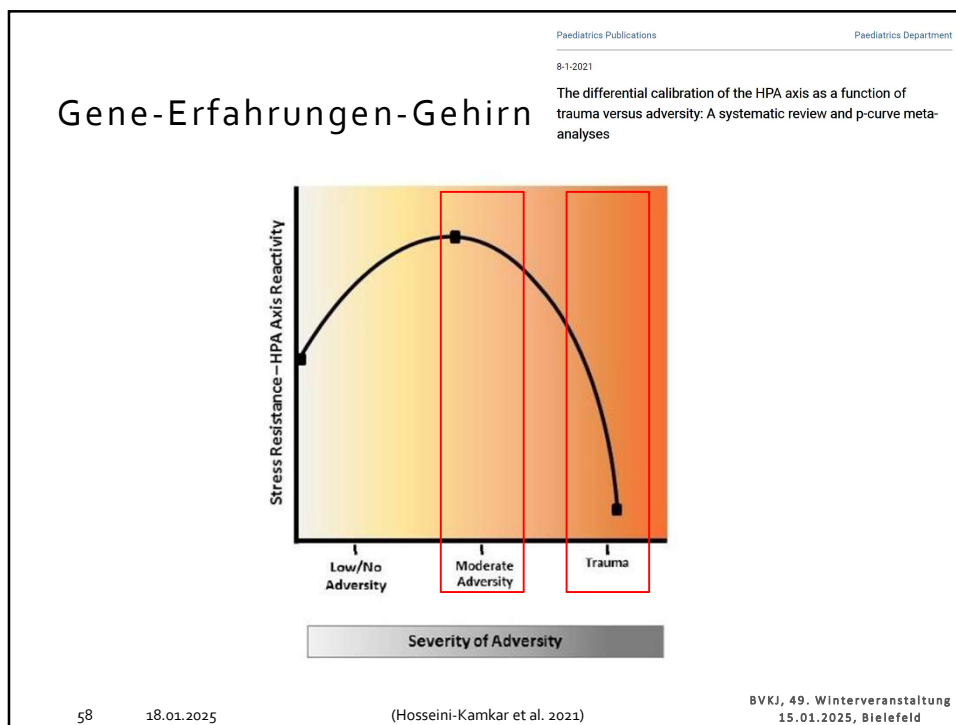 Paediatrics Publications Paediatrics Department
8-1-2021
The differential calibration of the HPA axis as a function of
trauma versus adversity: A systematic review and p-curve meta-
analyses
Gene-Erfahrungen-Gehirn
Stress Resistance—HPA Axis Reactivity
Low/No
Adversity
Moderate
Adversity
Trauma
Severity of Adversity
58 18.01.2025 (Hosseini-Kamkar et al. 2021)
BVKJ, 49. Winterveranstaltung
15.01.2025, Bielefeld